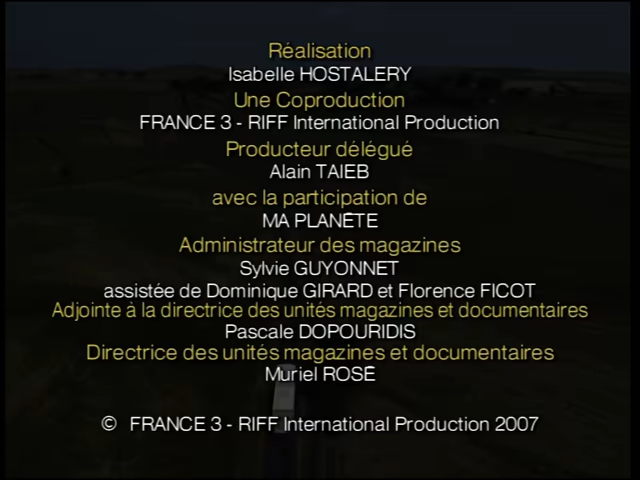 Réalisation
Isabelle HOSTALERY
Une Coproduction
FRANCE 3 - RIFF International Production
Producteur délégué
Alain TAIEB
avec la participation de
MA PLANÈTE
Administrateur des magazines
Sylvie GUYONNET
assistée de Dominique GIRARD et Florence FICOT
Adjointe à la directrice des unités magazines et documentaires
Pascale DOPOURIDIS
Directrice des unités magazines et documentaires
Muriel ROSÉ
© FRANCE 3 - RIFF International Production 2007